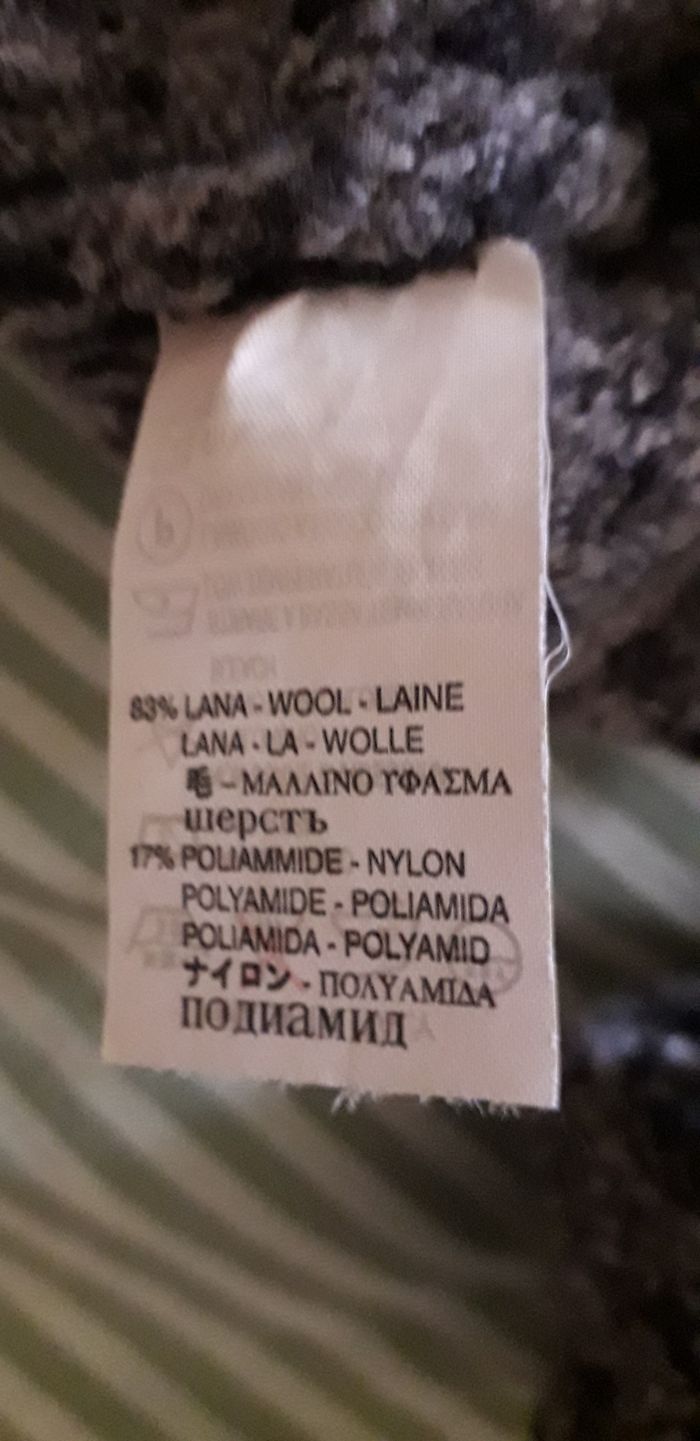 83% LANA - WOOL - LAINE
LANA - LA - WOLLE
毛 - ΜΑΛΛΙΝΟ ΥΦΑΣΜΑ
шерстъ
17% POLIAMMIDE - NYLON
POLYAMIDE - POLIAMIDA
POLIAMIDA - POLYAMID
ナイロン - ΠΟΛΥΑΜΙΔΑ
подиамид